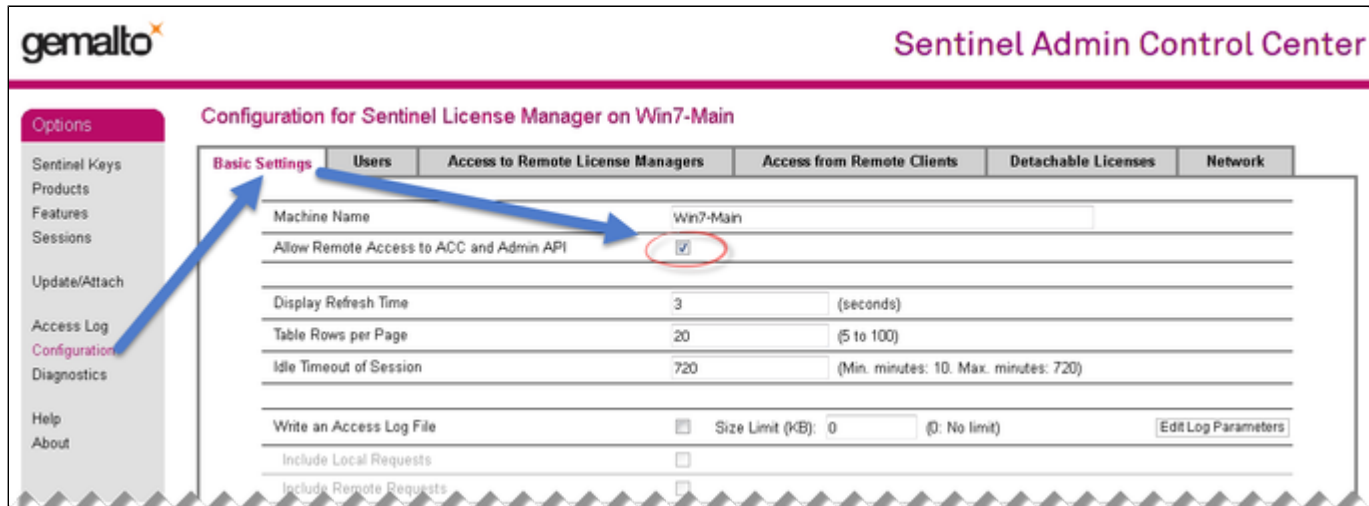 gemalto
Sentinel Admin Control Center
Options
Sentinel Keys
Products
Features
Sessions
Update/Attach
Access Log
Configuration
Diagnostics
Help
About
Configuration for Sentinel License Manager on Win7-Main
Basic Settings Users Access to Remote License Managers Access from Remote Clients Detachable Licenses Network
Machine Name Win7-Main
Allow Remote Access to ACC and Admin API
Display Refresh Time 3 (seconds)
Table Rows per Page 20 (5 to 100)
Idle Timeout of Session 720 (Min. minutes: 10. Max. minutes: 720)
Write an Access Log File Size Limit (KB): 0 (0: No limit) Edit Log Parameters
Include Local Requests
Include Remote Requests